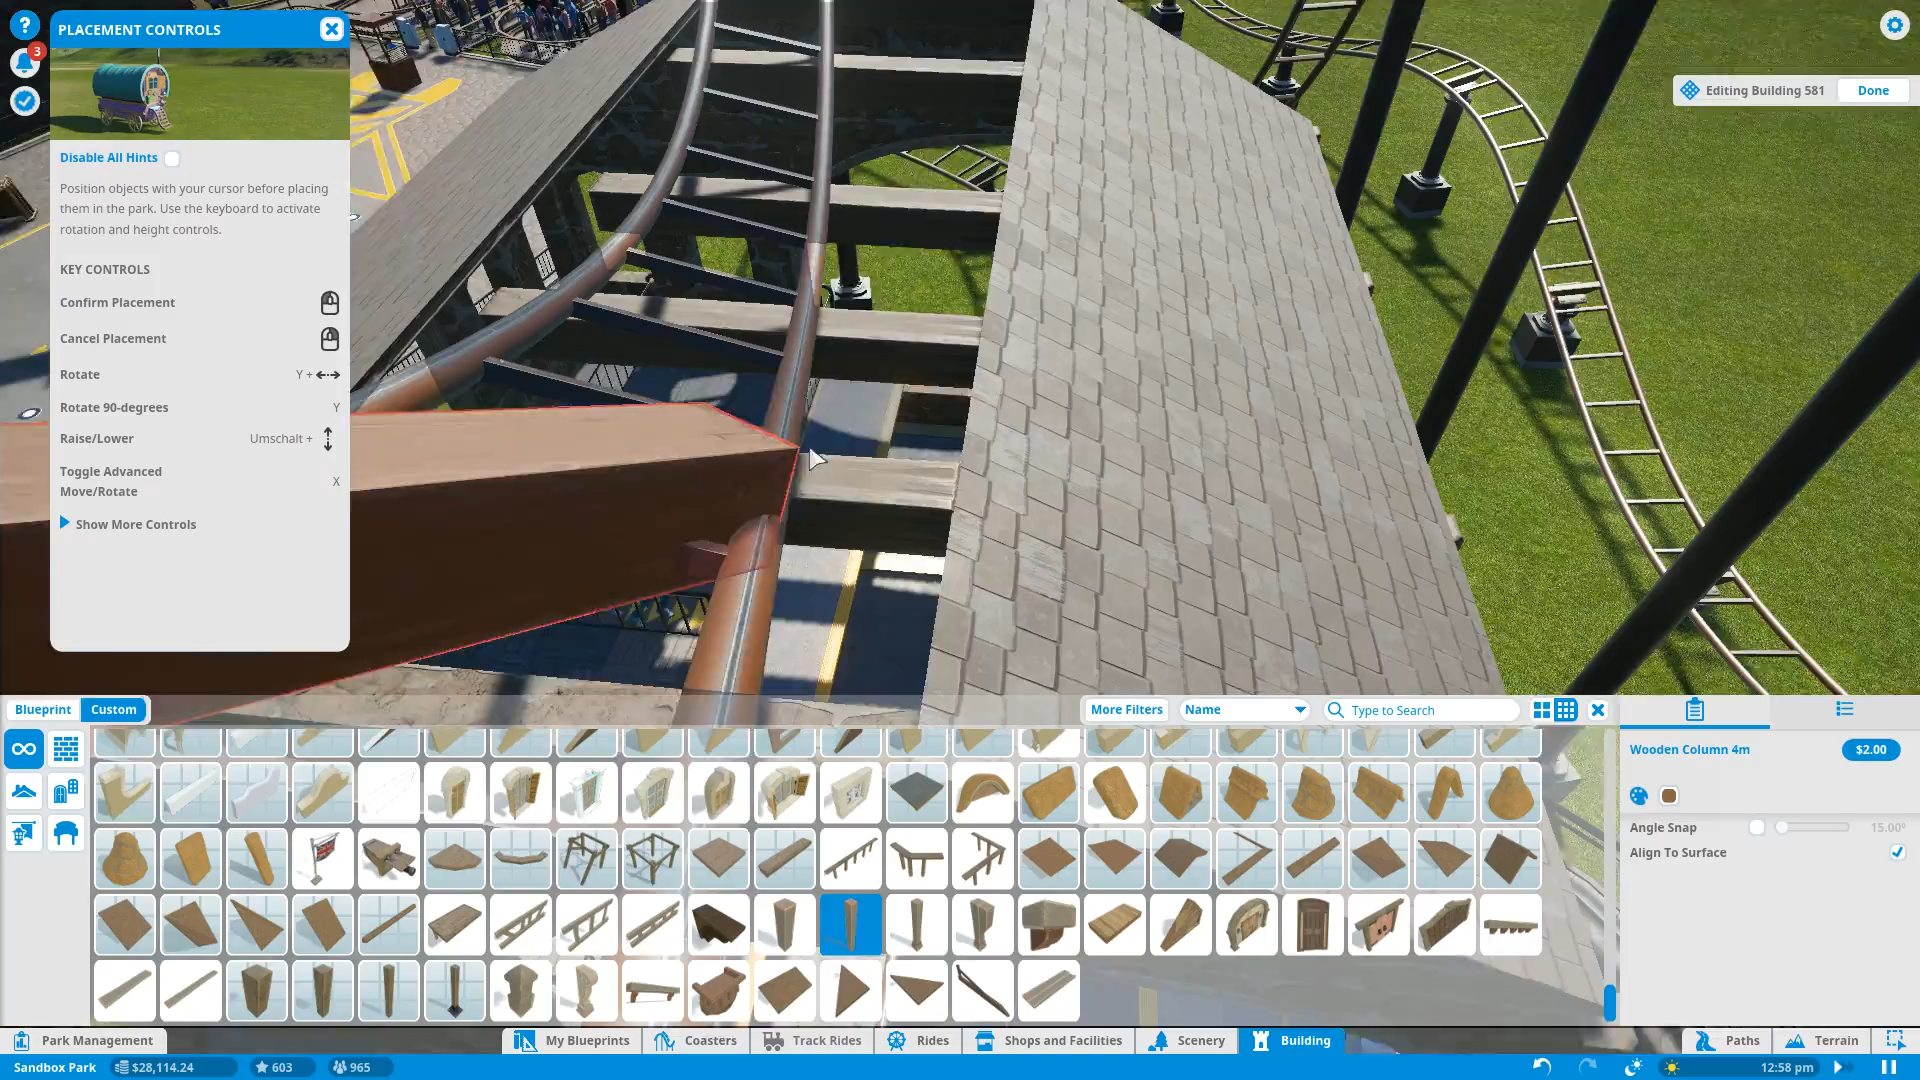 ?
3
PLACEMENT CONTROLS
Disable All Hints
Position objects with your cursor before placing
them in the park. Use the keyboard to activate
rotation and height controls.
KEY CONTROLS
Confirm Placement
Cancel Placement
Rotate Y +
Rotate 90-degrees Y
Raise/Lower Umschalt +
Toggle Advanced
Move/Rotate X
Show More Controls
Editing Building 581 Done
Blueprint Custom More Filters Name Type to Search
Wooden Column 4m $2.00
Angle Snap 15.00º
Align To Surface
Park Management My Blueprints Coasters Track Rides Rides Shops and Facilities Scenery Building Paths Terrain
Sandbox Park $28,114.24 603 965 12:58 pm